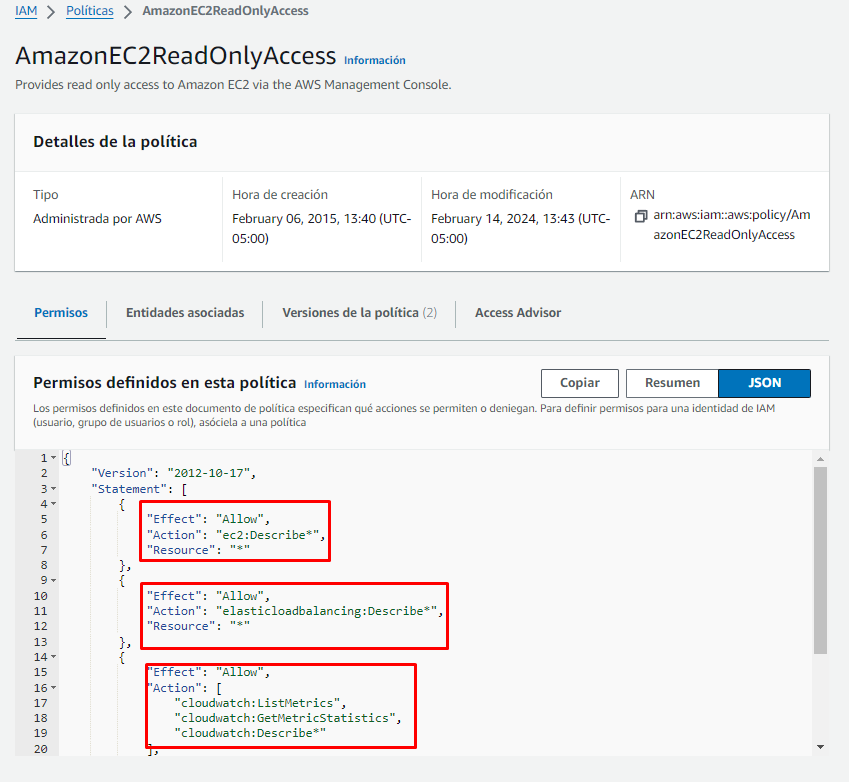 IAM > Políticas > AmazonEC2ReadOnlyAccess
AmazonEC2ReadOnlyAccess Información
Provides read only access to Amazon EC2 via the AWS Management Console.
Detalles de la política
Tipo
Administrada por AWS
Hora de creación
February 06, 2015, 13:40 (UTC-
05:00)
Hora de modificación
February 14, 2024, 13:43 (UTC-
05:00)
ARN
arn:aws:iam::aws:policy/Am
azonEC2ReadOnlyAccess
Permisos Entidades asociadas Versiones de la política (2) Access Advisor
Permisos definidos en esta política Información Copiar Resumen JSON
Los permisos definidos en este documento de política especifican qué acciones se permiten o deniegan. Para definir permisos para una identidad de IAM
(usuario, grupo de usuarios o rol), asóciela a una política
1 {
2 "Version": "2012-10-17",
3 "Statement": [
4 {
5 "Effect": "Allow",
6 "Action": "ec2:Describe*",
7 "Resource": "*"
8 },
9 {
10 "Effect": "Allow",
11 "Action": "elasticloadbalancing:Describe*",
12 "Resource": "*"
13 },
14 {
15 "Effect": "Allow",
16 "Action": [
17 "cloudwatch:ListMetrics",
18 "cloudwatch:GetMetricStatistics",
19 "cloudwatch:Describe*"
20 ],